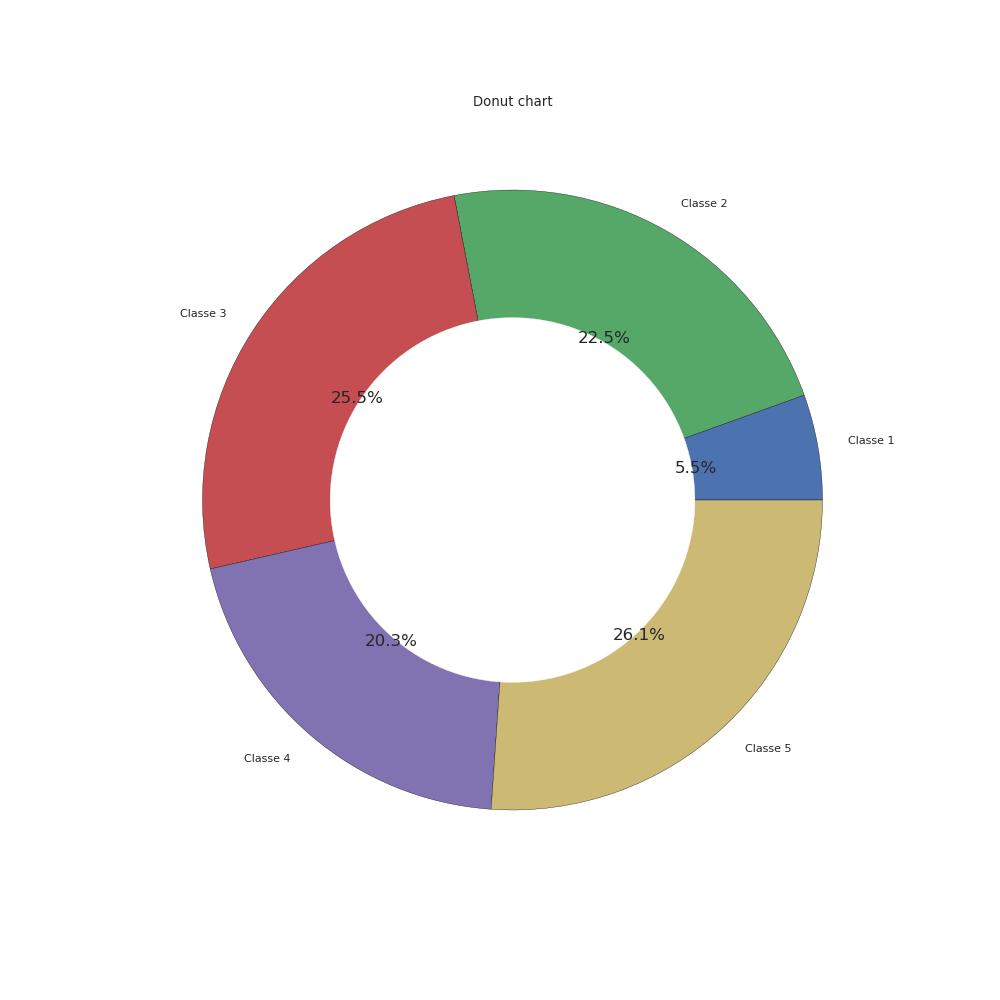 Donut chart
Classe 2
Classe 3
22.5%
25.5%
Classe 1
5.5%
26.1%
20.3%
Classe 5
Classe 4